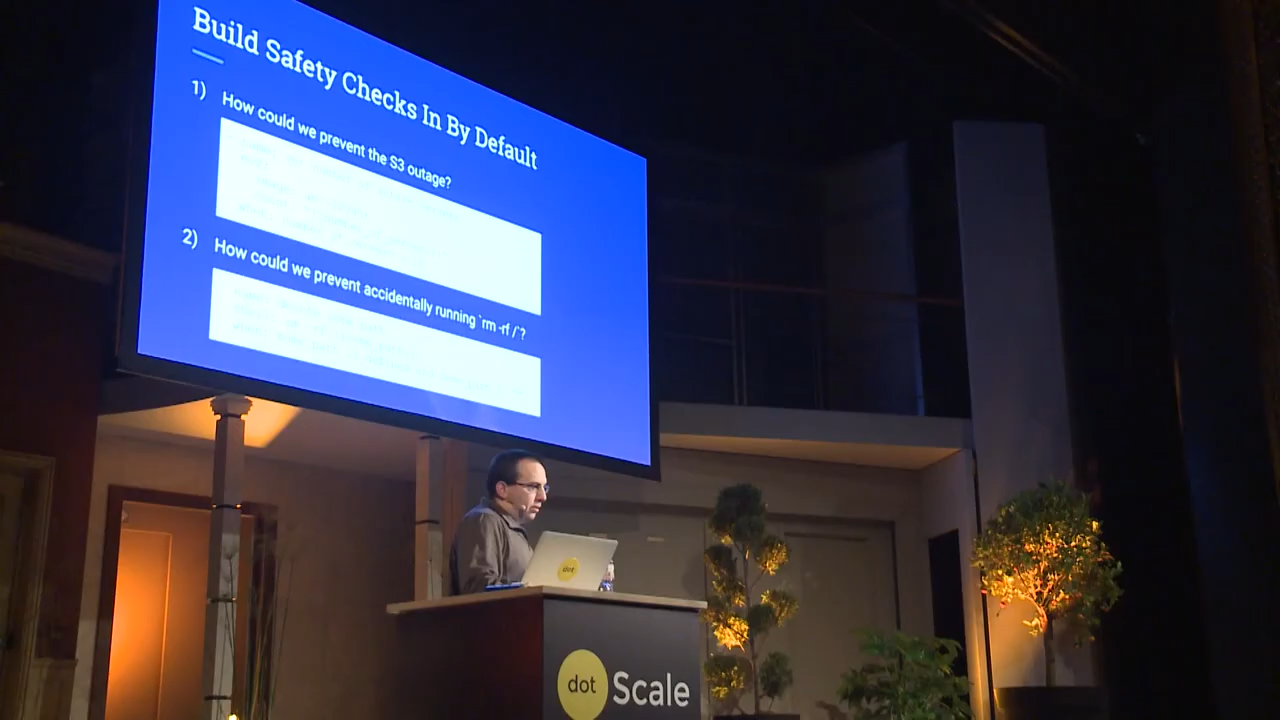 Build Safety Checks In By Default
1) How could we prevent the S3 outage?
2) How could we prevent accidentally running `rm -rf /`?
dot
dot Scale